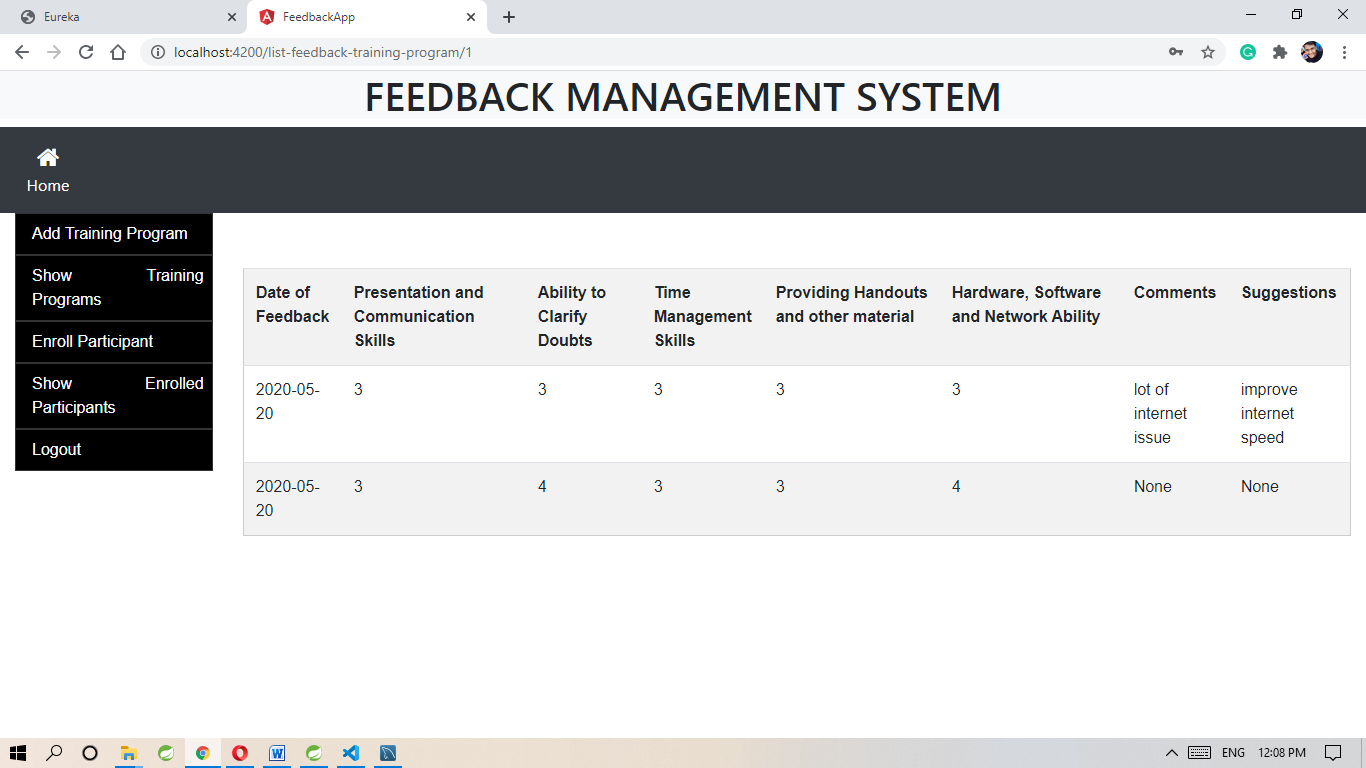 Eureka
FeedbackApp
localhost:4200/list-feedback-training-program/1
FEEDBACK MANAGEMENT SYSTEM
Home
Add Training Program
Show Training
Programs
Enroll Participant
Show Enrolled
Participants
Logout
Date of Presentation and Ability to Time Providing Handouts Hardware, Software Comments Suggestions
Feedback Communication Clarify Management and other material and Network Ability
Skills Doubts Skills
2020-05- 3 3 3 3 3 lot of improve
20 internet internet
issue speed
2020-05- 3 4 3 3 4 None None
20
ENG 12:08 PM